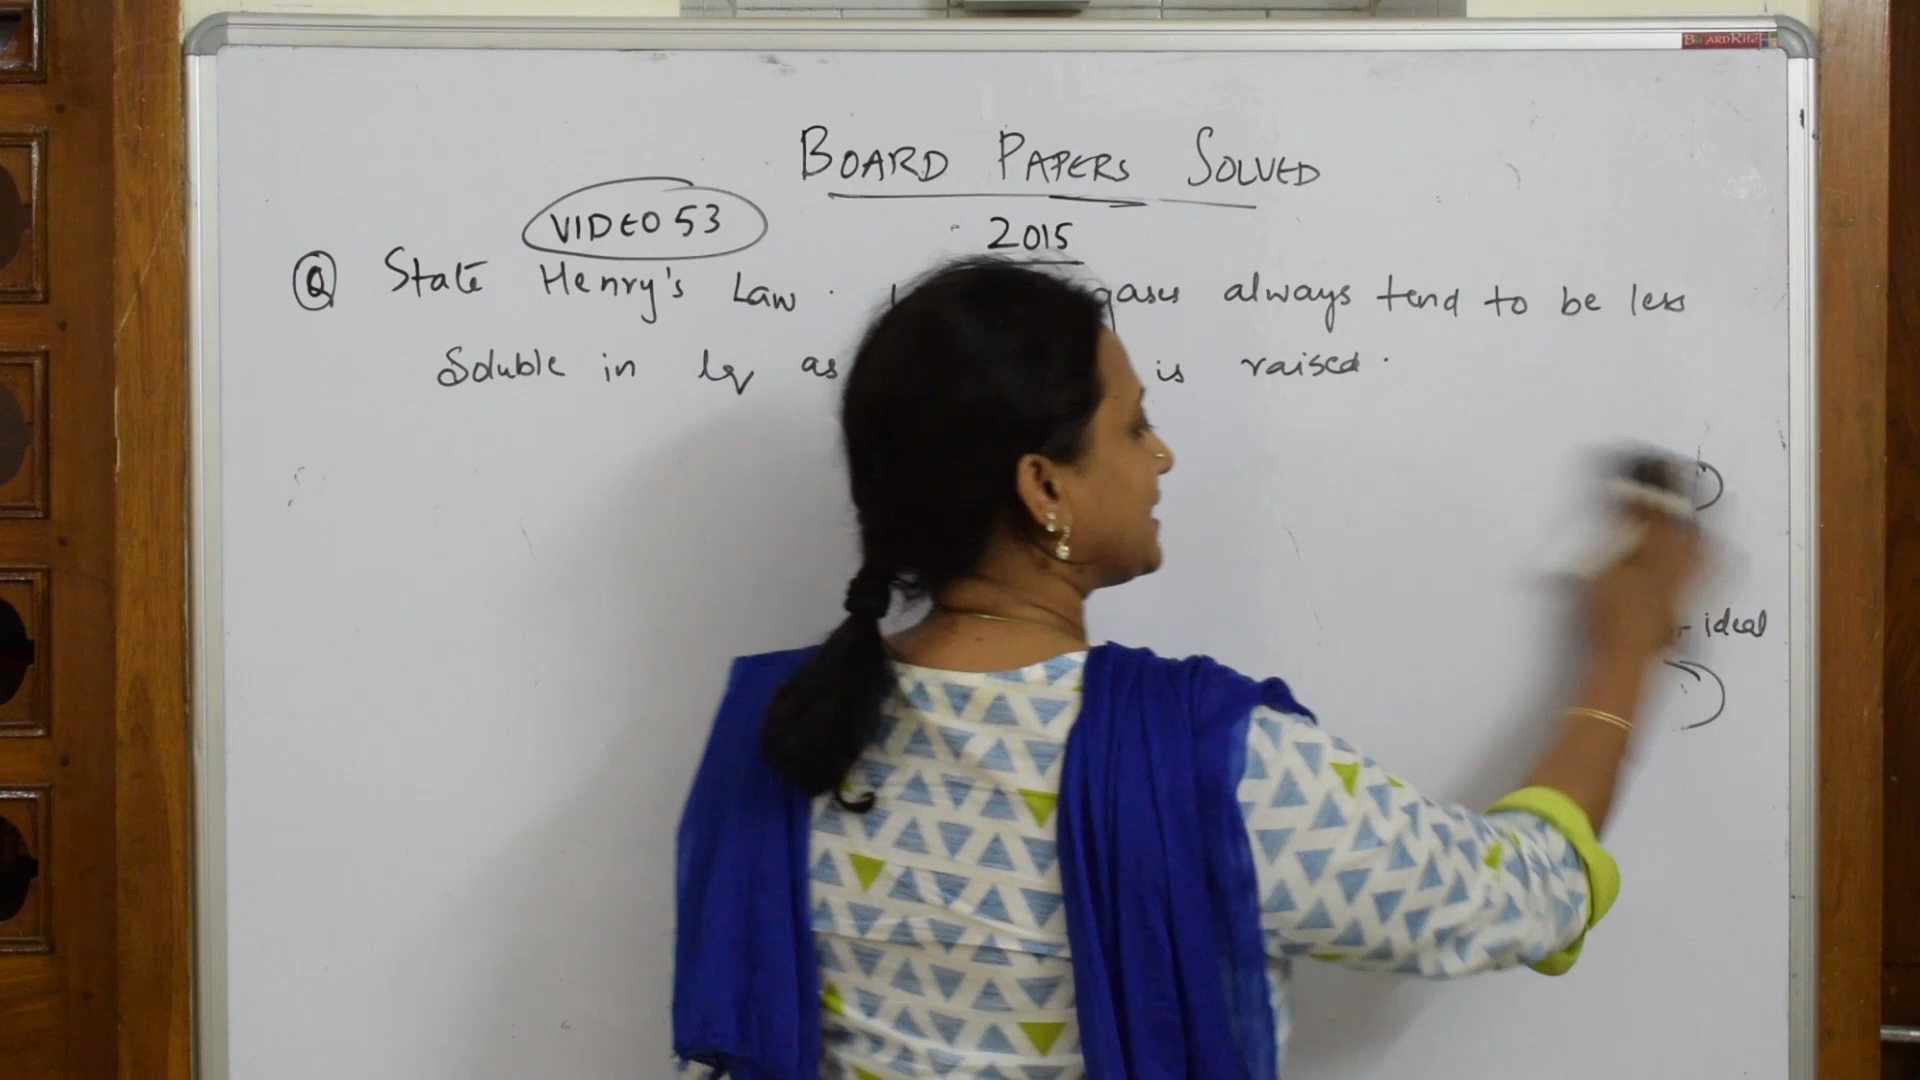 BOARDRite
BOARD PAPERS SOLVED
VIDEO 53
2015
Q State Henry's Law. gases always tend to be less
Soluble in lq as is raised.
ideal